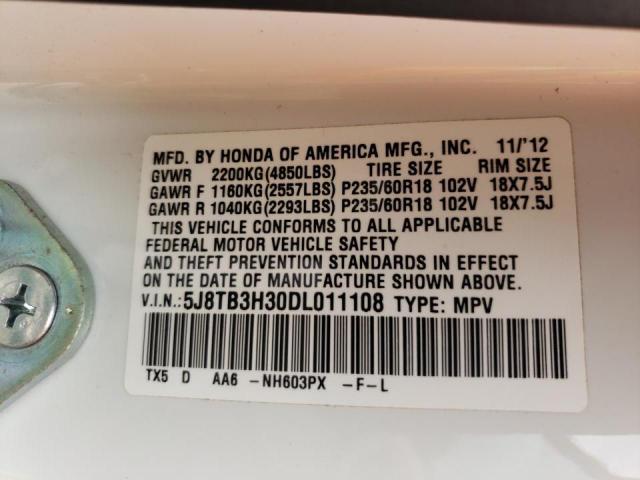 MFD. BY HONDA OF AMERICA MFG., INC. 11/'12
GVWR 2200KG(4850LBS) TIRE SIZE RIM SIZE
GAWR F 1160KG(2557LBS) P235/60R18 102V 18X7.5J
GAWR R 1040KG(2293LBS) P235/60R18 102V 18X7.5J
THIS VEHICLE CONFORMS TO ALL APPLICABLE
FEDERAL MOTOR VEHICLE SAFETY
AND THEFT PREVENTION STANDARDS IN EFFECT
ON THE DATE OF MANUFACTURE SHOWN ABOVE.
V.I.N.:5J8TB3H30DL011108 TYPE: MPV
TX5 D AA6 -NH603PX -F-L